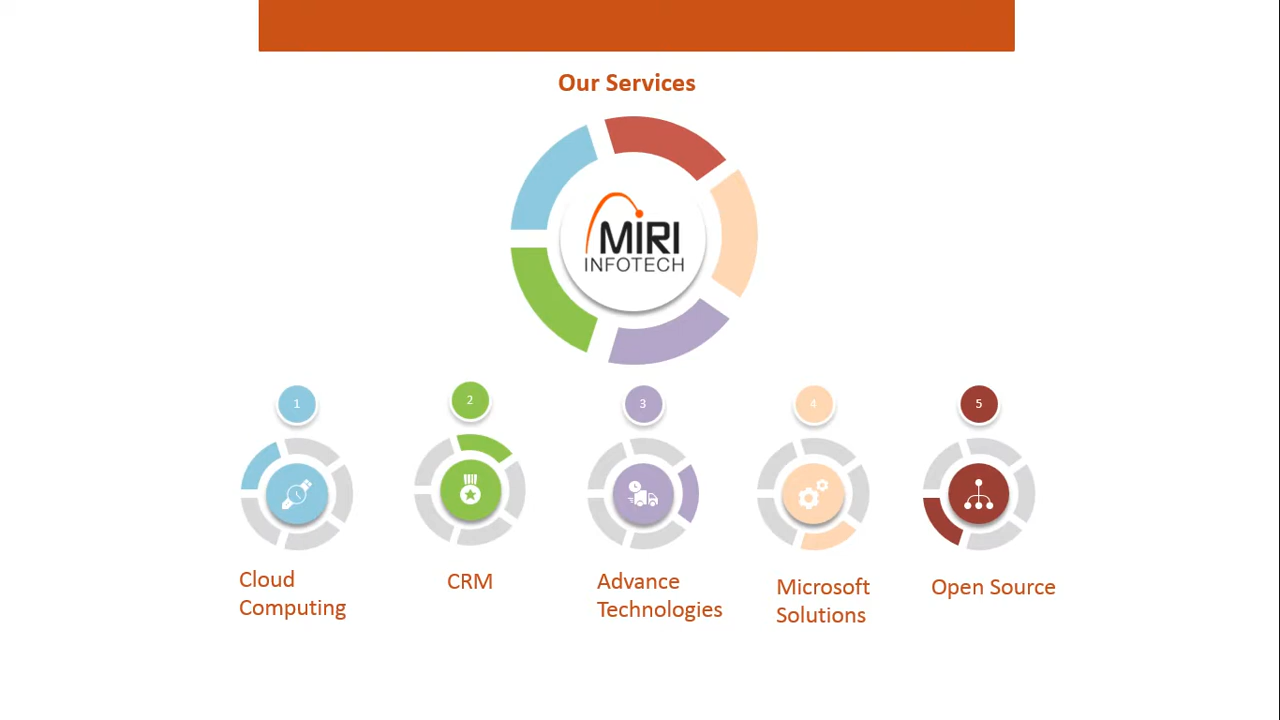 Our Services
MIRI
INFOTECH
1
2
3
4
5
Cloud
Computing
CRM
Advance
Technologies
Microsoft
Solutions
Open Source